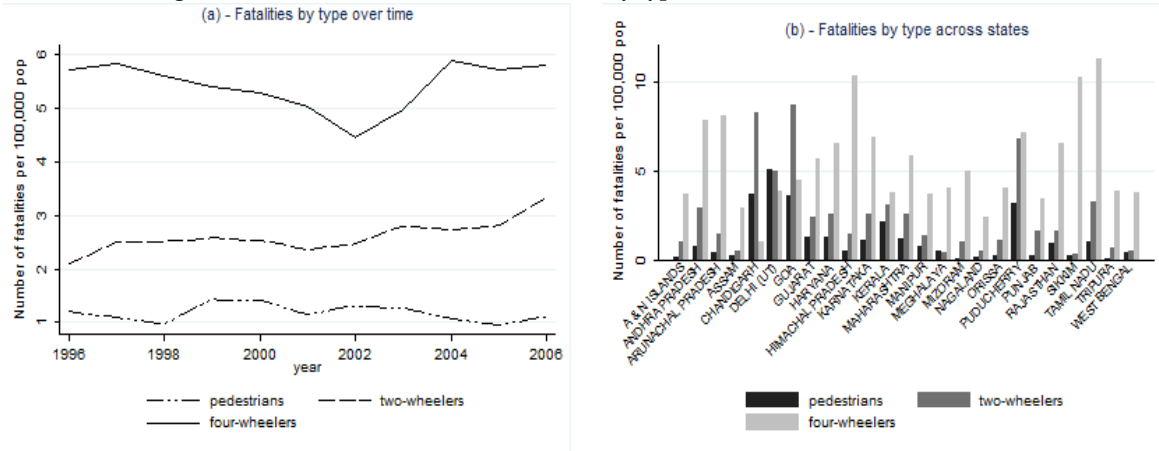 (a) - Fatalities by type over time
Number of fatalities per 100,000 pop
6
5
4
3
2
1
1996
1998
2000
2002
2004
2006
year
pedestrians
two-wheelers
four-wheelers
(b) - Fatalities by type across states
Number of fatalities per 100,000 pop
10
5
0
A & N ISLANDS
ANDHRA PRADESH
ARUNACHAL PRADESH
ASSAM
CHANDIGARH
DELHI (UT)
GOA
GUJARAT
HARYANA
HIMACHAL PRADESH
KARNATAKA
KERALA
MAHARASHTRA
MANIPUR
MEGHALAYA
MIZORAM
NAGALAND
ORISSA
PUDUCHERRY
PUNJAB
RAJASTHAN
SIKKIM
TAMIL NADU
TRIPURA
WEST BENGAL
pedestrians
two-wheelers
four-wheelers